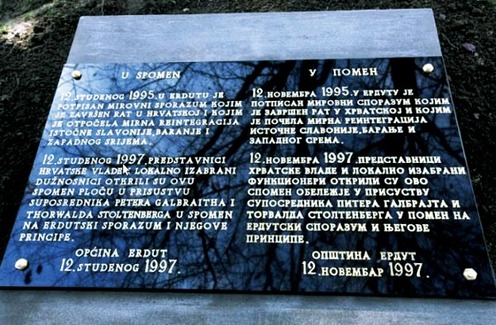 U SPOMEN
12. STUDENOG 1995. U ERDUTU JE
POTPISAN MIROVNI SPORAZUM KOJIM
JE ZAVRŠEN RAT U HRVATSKOJ I KOJIM
JE OTPOČELA MIRNA REINTEGRACIJA
ISTOČNE SLAVONIJE, BARANJE I
ZAPADNOG SRIJEMA.
12. STUDENOG 1997. PREDSTAVNICI
HRVATSKE VLADE I LOKALNO IZABRANI
DUŽNOSNICI OTKRILI SU OVU
SPOMEN PLOČU U PRISUTSTVU
SUPOSREDNIKA PETERA GALBRAITHA I
THORWALDA STOLTENBERGA U SPOMEN
NA ERDUTSKI SPORAZUM I NJEGOVE
PRINCIPE.
OPĆINA ERDUT
12. STUDENOG 1997.
У ПОМЕН
12. НОВЕМБРА 1995. У ЕРДУТУ ЈЕ
ПОТПИСАН МИРОВНИ СПОРАЗУМ КОЈИМ
ЈЕ ЗАВРШЕН РАТ У ХРВАТСКОЈ И КОЈИМ
ЈЕ ПОЧЕЛА МИРНА РЕИНТЕГРАЦИЈА
ИСТОЧНЕ СЛАВОНИЈЕ, БАРАЊЕ И
ЗАПАДНОГ СРЕМА.
12. НОВЕМБРА 1997. ПРЕДСТАВНИЦИ
ХРВАТСКЕ ВЛАДЕ И ЛОКАЛНО ИЗАБРАНИ
ФУНКЦИОНЕРИ ОТКРИЛИ СУ ОВО
СПОМЕН ОБЕЛЕЖЈЕ У ПРИСУСТВУ
СУПОСРЕДНИКА ПИТЕРА ГАЛБРАЈТА И
ТОРВАЛДА СТОЛТЕНБЕРГА У ПОМЕН НА
ЕРДУТСКИ СПОРАЗУМ И ЊЕГОВЕ
ПРИНЦИПЕ.
ОПШТИНА ЕРДУТ
12. НОВЕМБАР 1997.